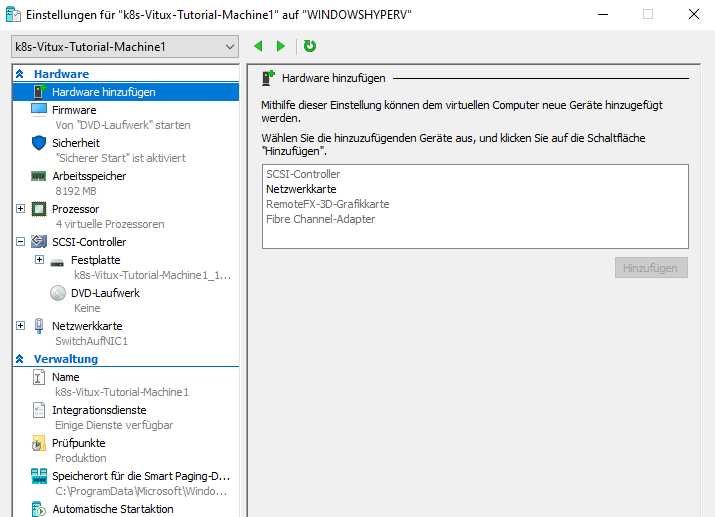 Einstellungen für "k8s-Vitux-Tutorial-Machine1" auf "WINDOWSHYPERV"
k8s-Vitux-Tutorial-Machine1
Hardware
Hardware hinzufügen
Firmware
Von "DVD-Laufwerk" starten
Sicherheit
"Sicherer Start" ist aktiviert
Arbeitsspeicher
8192 MB
Prozessor
4 virtuelle Prozessoren
SCSI-Controller
Festplatte
k8s-Vitux-Tutorial-Machine1_1...
DVD-Laufwerk
Keine
Netzwerkkarte
SwitchAufNIC1
Verwaltung
Name
k8s-Vitux-Tutorial-Machine1
Integrationsdienste
Einige Dienste verfügbar
Prüfpunkte
Produktion
Speicherort für die Smart Paging-D...
C:\ProgramData\Microsoft\Windo...
Automatische Startaktion
Hardware hinzufügen
Mithilfe dieser Einstellung können dem virtuellen Computer neue Geräte hinzugefügt
werden.
Wählen Sie die hinzuzufügenden Geräte aus, und klicken Sie auf die Schaltfläche
"Hinzufügen".
SCSI-Controller
Netzwerkkarte
RemoteFX-3D-Grafikkarte
Fibre Channel-Adapter
Hinzufügen